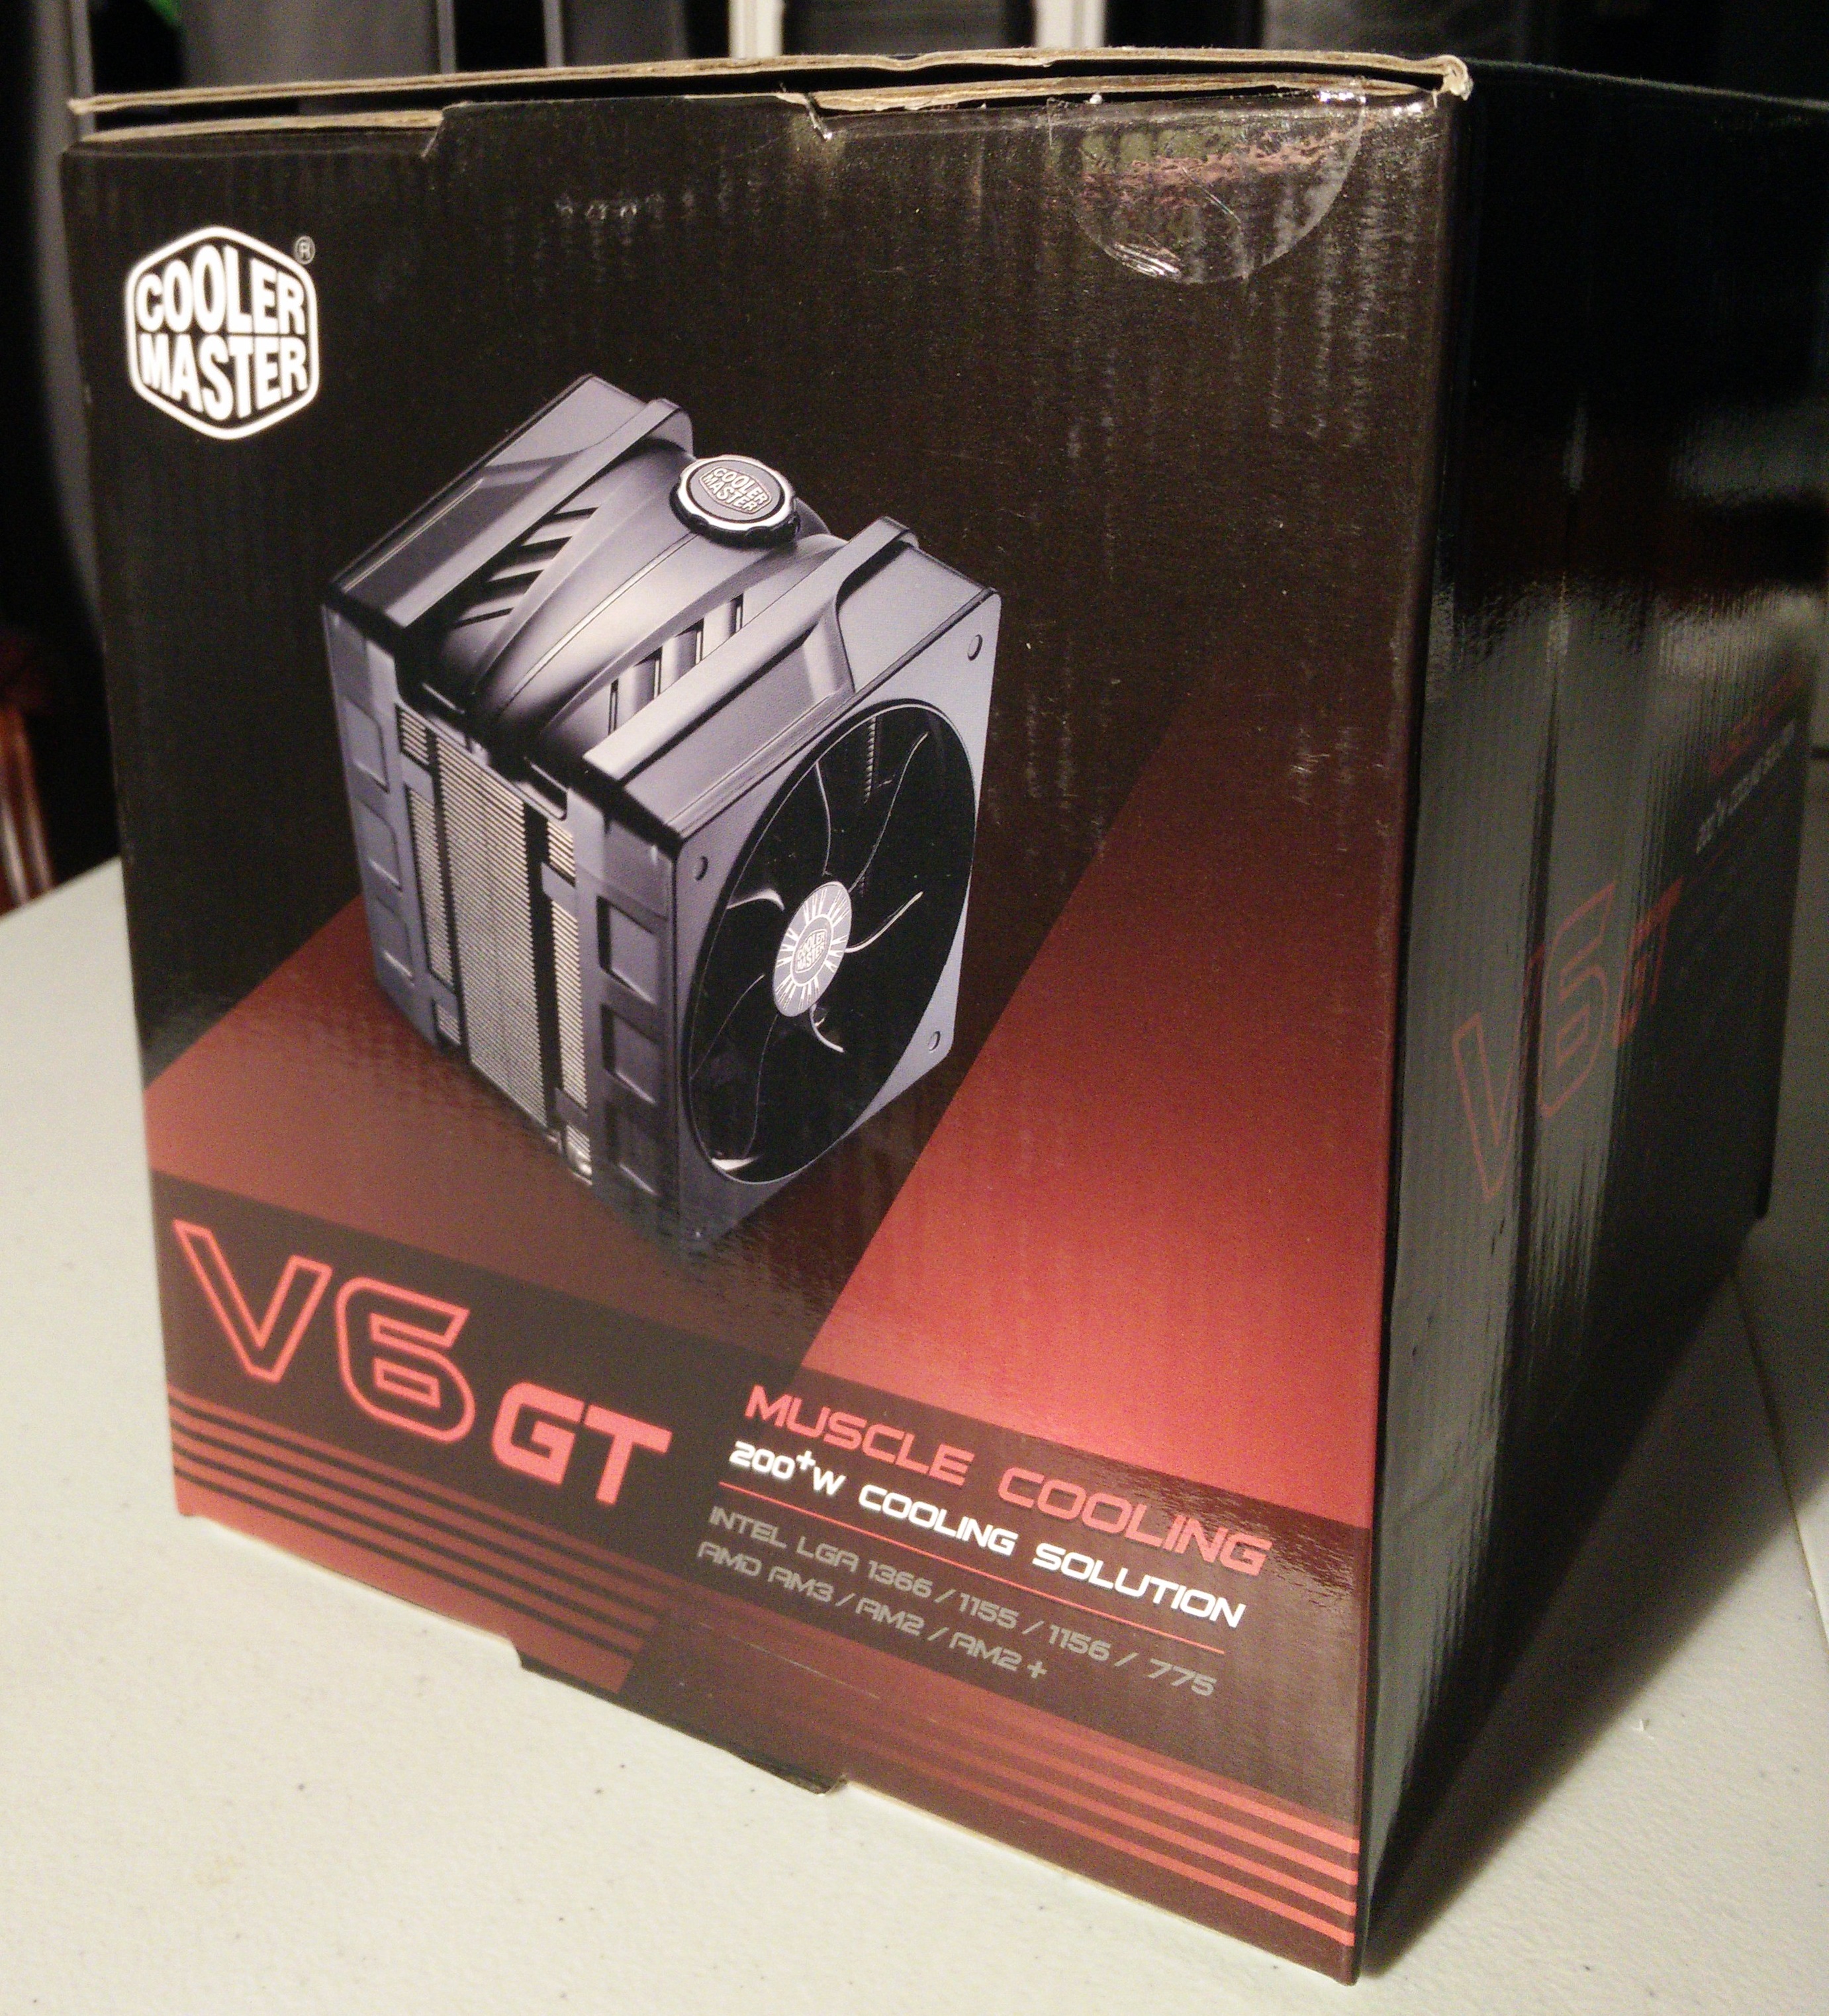 COOLER
MASTER
®
COOLER
MASTER
COOLER
MASTER
V6 GT
MUSCLE COOLING
200+W COOLING SOLUTION
INTEL LGA 1366 / 1155 / 1156 / 775
AMD AM3 / AM2 / AM2+
V6 GT